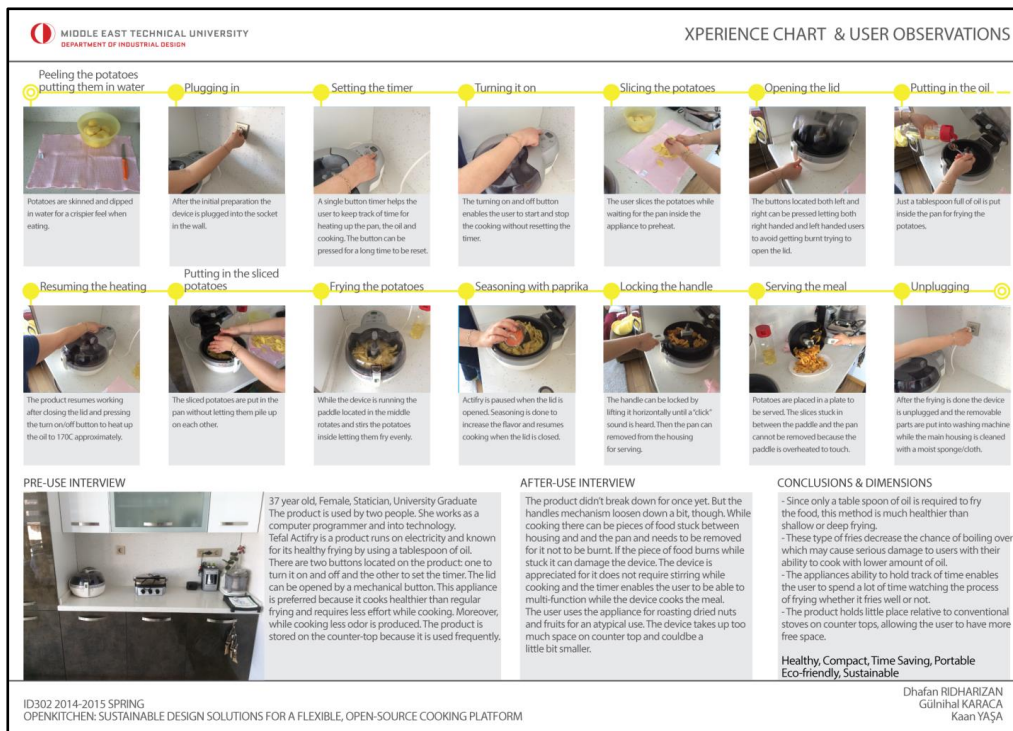 MIDDLE EAST TECHNICAL UNIVERSITY
DEPARTMENT OF INDUSTRIAL DESIGN
XPERIENCE CHART & USER OBSERVATIONS
Peeling the potatoes
putting them in water
Plugging in
Setting the timer
Turning it on
Slicing the potatoes
Opening the lid
Putting in the oil
Potatoes are skinned and dipped
in water for a crispier feel when
eating.
After the initial preparation the
device is plugged into the socket
in the wall.
A single button timer helps the
user to keep track of time for
heating up the pan, the oil and
cooking. The button can be
pressed for a long time to be reset.
The turning on and off button
enables the user to start and stop
the cooking without resetting the
timer.
The user slices the potatoes while
waiting for the pan inside the
appliance to preheat.
The buttons located both left and
right can be pressed letting both
right handed and left handed users
to avoid getting burnt trying to
open the lid.
Just a tablespoon full of oil is put
inside the pan for frying the
potatoes.
Resuming the heating
Putting in the sliced
potatoes
Frying the potatoes
Seasoning with paprika
Locking the handle
Serving the meal
Unplugging
The product resumes working
after closing the lid and pressing
the turn on/off button to heat up
the oil to 170C approximately.
The sliced potatoes are put in the
pan without letting them pile up
on each other.
While the device is running the
paddle located in the middle
rotates and stirs the potatoes
inside letting them fry evenly.
Actifry is paused when the lid is
opened. Seasoning is done to
increase the flavor and resumes
cooking when the lid is closed.
The handle can be locked by
lifting it horizontally until a "click"
sound is heard. Then the pan can
removed from the housing
for serving.
Potatoes are placed in a plate to
be served. The slices stuck in
between the paddle and the pan
cannot be removed because the
paddle is overheated to touch.
After the frying is done the device
is unplugged and the removable
parts are put into washing machine
while the main housing is cleaned
with a moist sponge/cloth.
PRE-USE INTERVIEW
37 year old, Female, Statician, University Graduate
The product is used by two people. She works as a
computer programmer and into technology.
Tefal Actifry is a product runs on electricity and known
for its healthy frying by using a tablespoon of oil.
There are two buttons located on the product: one to
turn it on and off and the other to set the timer. The lid
can be opened by a mechanical button. This appliance
is preferred because it cooks healthier than regular
frying and requires less effort while cooking. Moreover,
while cooking less odor is produced. The product is
stored on the counter-top because it is used frequently.
AFTER-USE INTERVIEW
The product didn't break down for once yet. But the
handles mechanism loosen down a bit, though. While
cooking there can be pieces of food stuck between
housing and and the pan and needs to be removed
for it not to be burnt. If the piece of food burns while
stuck it can damage the device. The device is
appreciated for it does not require stirring while
cooking and the timer enables the user to be able to
multi-function while the device cooks the meal.
The user uses the appliance for roasting dried nuts
and fruits for an atypical use. The device takes up too
much space on counter top and couldbe a
little bit smaller.
CONCLUSIONS & DIMENSIONS
- Since only a table spoon of oil is required to fry
the food, this method is much healthier than
shallow or deep frying.
- These type of fries decrease the chance of boiling over
which may cause serious damage to users with their
ability to cook with lower amount of oil.
- The appliances ability to hold track of time enables
the user to spend a lot of time watching the process
of frying whether it fries well or not.
- The product holds little place relative to conventional
stoves on counter tops, allowing the user to have more
free space.
Healthy, Compact, Time Saving, Portable
Eco-friendly, Sustainable
ID302 2014-2015 SPRING
OPENKITCHEN: SUSTAINABLE DESIGN SOLUTIONS FOR A FLEXIBLE, OPEN-SOURCE COOKING PLATFORM
Dhafan RIDHARIZAN
Gülnihal KARACA
Kaan YAŞA